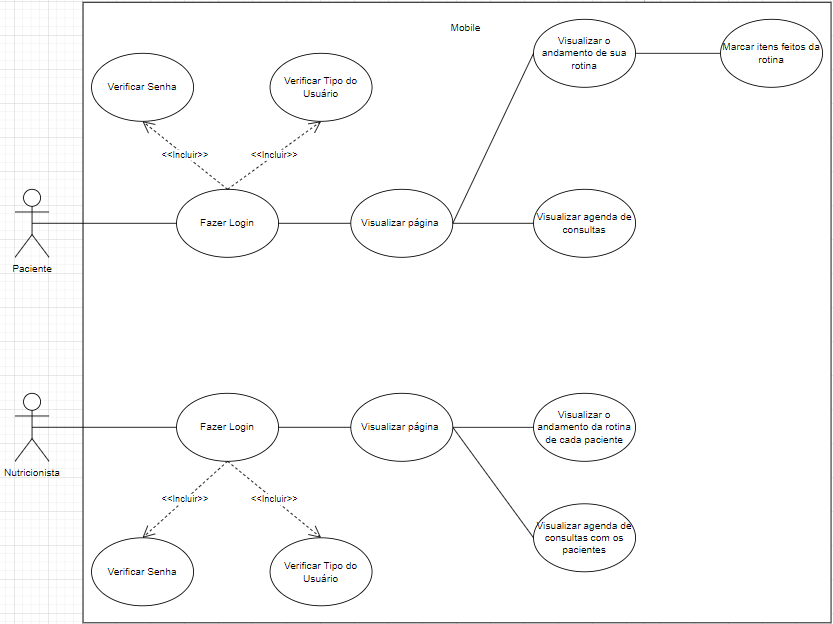 Mobile
Visualizar o
andamento de sua
rotina
Marcar itens feitos da
rotina
Verificar Senha
Verificar Tipo do
Usuário
<<Incluir>>
<<Incluir>>
Fazer Login
Visualizar página
Visualizar agenda de
consultas
Paciente
Fazer Login
Visualizar página
Visualizar o
andamento da rotina
de cada paciente
Nutricionista
<<Incluir>>
<<Incluir>>
Visualizar agenda de
consultas com os
pacientes
Verificar Senha
Verificar Tipo do
Usuário